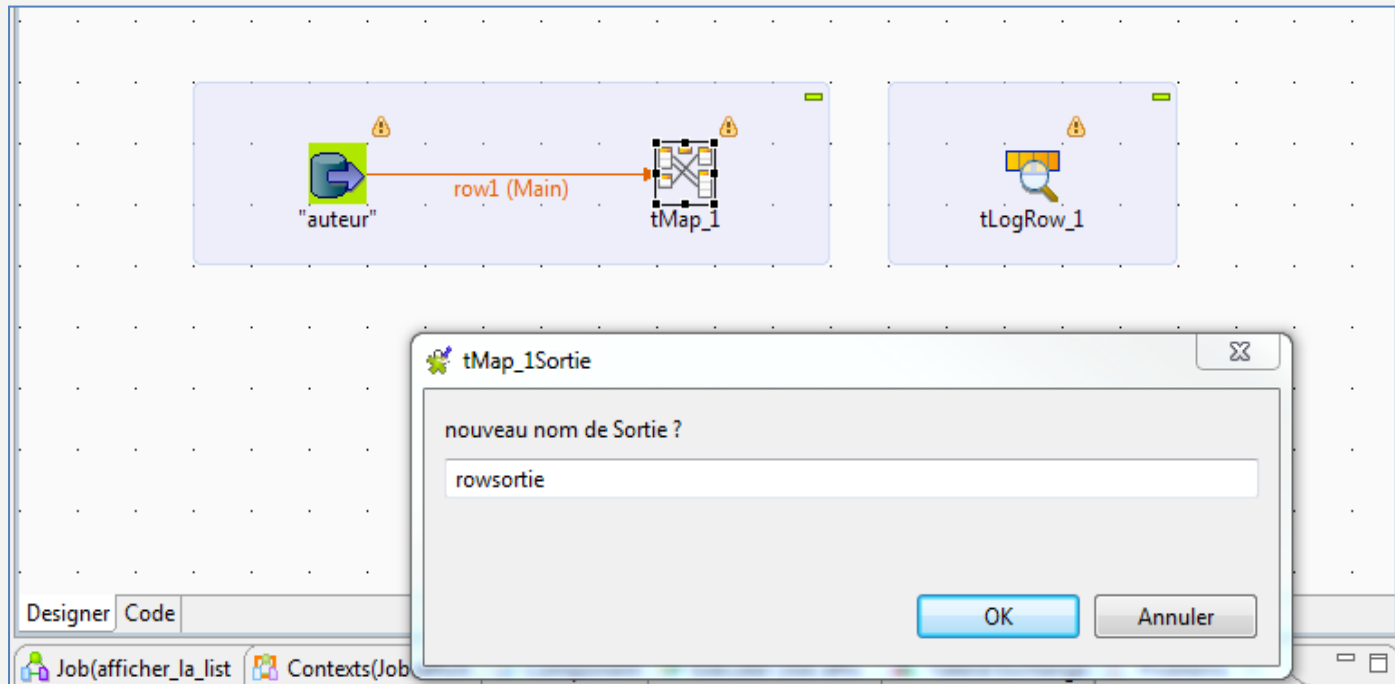 row1 (Main)
"auteur"
tMap_1
tLogRow_1
tMap_1Sortie
nouveau nom de Sortie ?
rowsortie
OK
Annuler
Designer
Code
Job(afficher_la_list
Contexts(Job